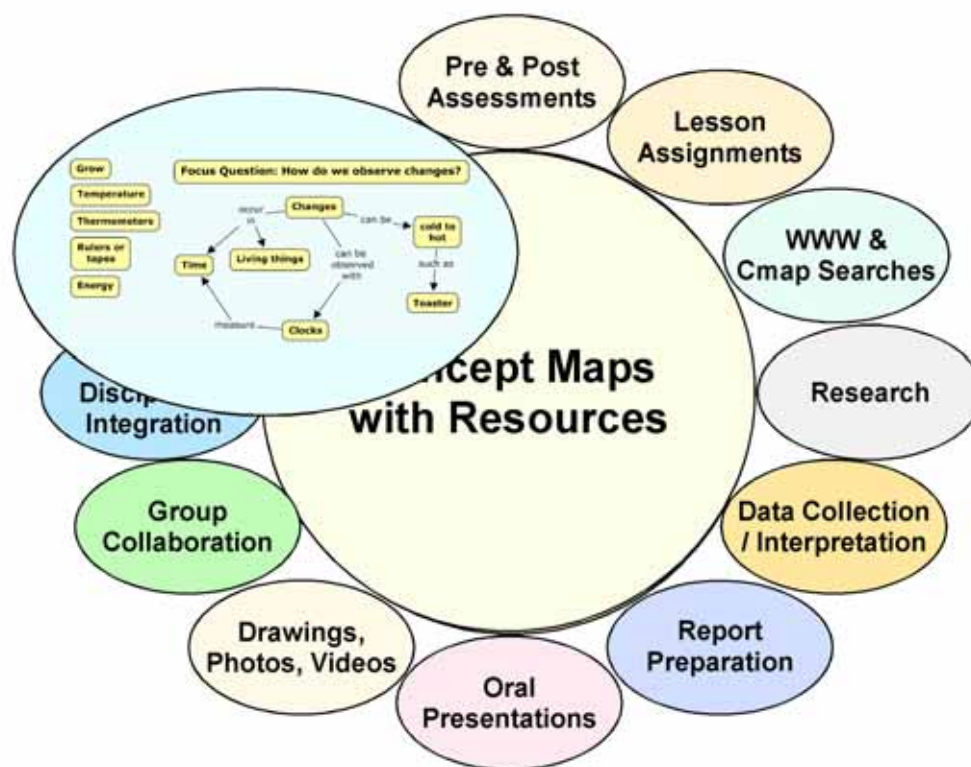 Pre & Post
Assessments
Lesson
Assignments
WWW &
Cmap Searches
Research
Data Collection
/ Interpretation
Report
Preparation
Oral
Presentations
Drawings,
Photos, Videos
Group
Collaboration
Integration
Maps
with Resources
Focus Question: How do we observe changes?
Grow
Temperature
Thermometers
Rulers or
tapes
Energy
Changes
occur
in
can be
cold to
hot
Time
Living things
can be
observed
with
such as
Toaster
measure
Clocks